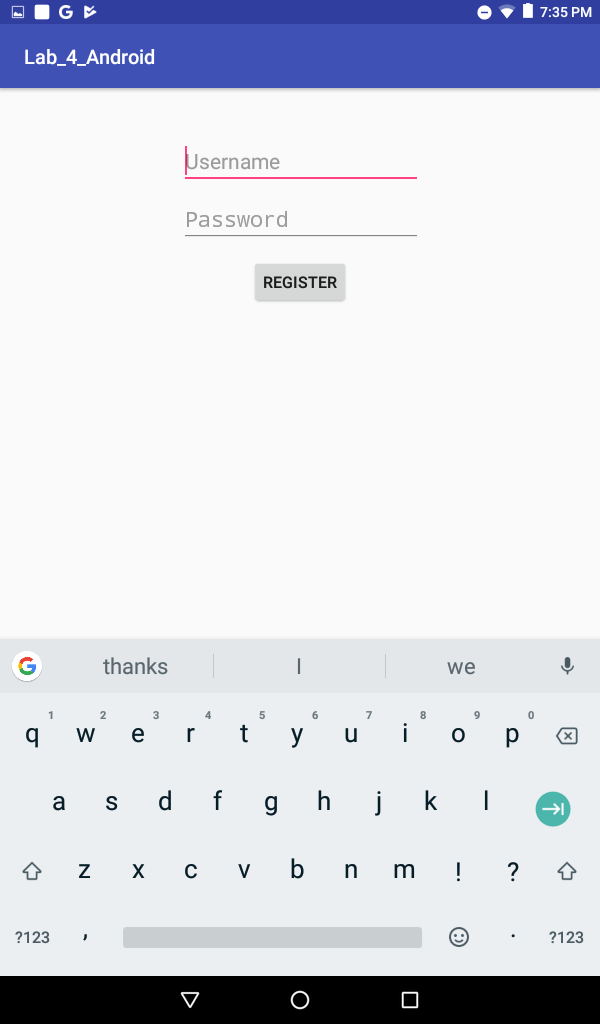 7:35 PM
Lab_4_Android
Username
Password
REGISTER
thanks I we
1 2 3 4 5 6 7 8 9 0
q w e r t y u i o p
a s d f g h j k l
z x c v b n m ! ?
?123 , . ?123